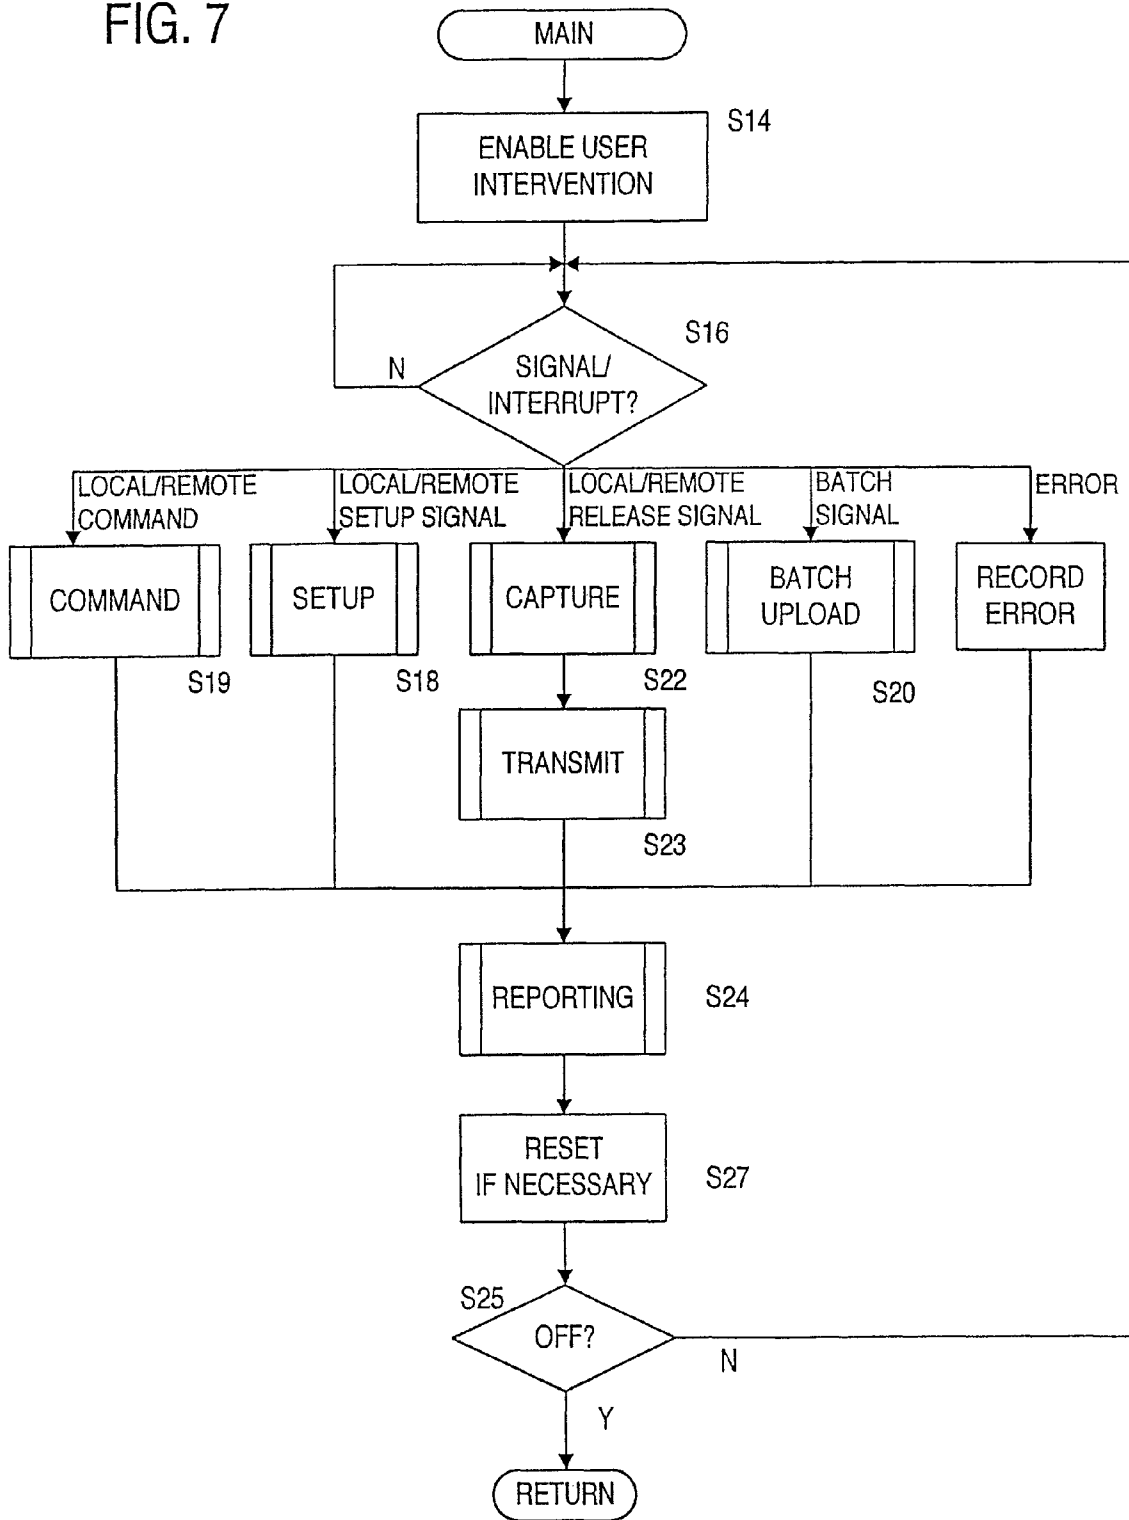 FIG. 7
MAIN
S14
ENABLE USER
INTERVENTION
S16
SIGNAL/
INTERRUPT?
N
LOCAL/REMOTE
COMMAND
LOCAL/REMOTE
SETUP SIGNAL
LOCAL/REMOTE
RELEASE SIGNAL
BATCH
SIGNAL
ERROR
COMMAND
SETUP
CAPTURE
BATCH
UPLOAD
RECORD
ERROR
S19
S18
S22
S20
TRANSMIT
S23
REPORTING
S24
RESET
IF NECESSARY
S27
S25
OFF?
N
Y
RETURN